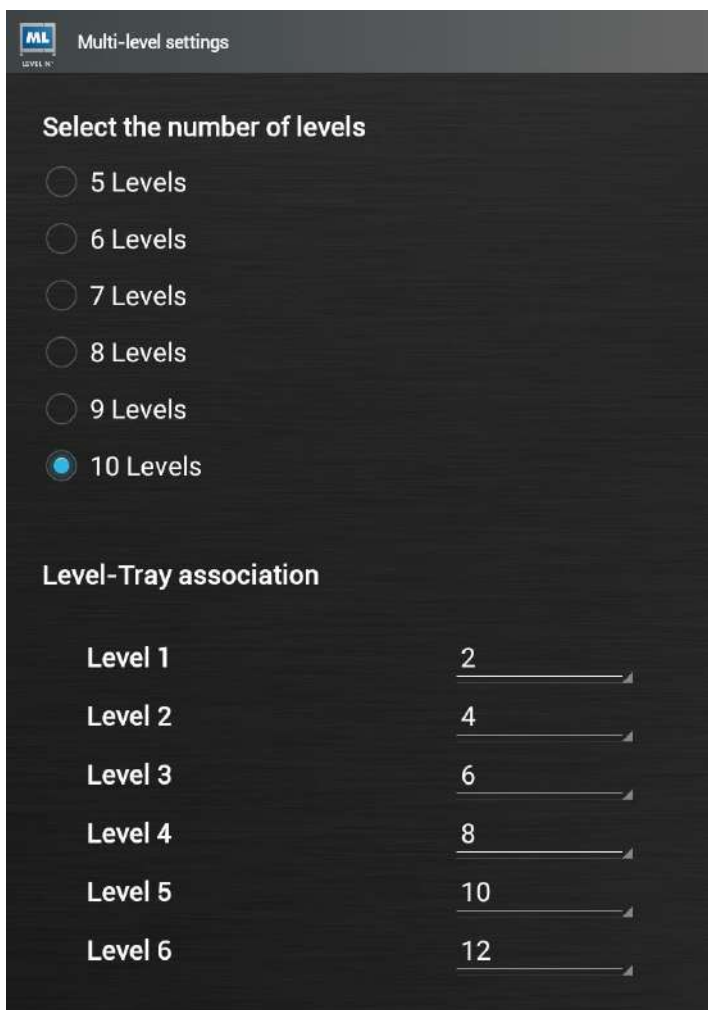 ML
LEVEL N°
Multi-level settings
Select the number of levels
5 Levels
6 Levels
7 Levels
8 Levels
9 Levels
10 Levels
Level-Tray association
Level 1 2
Level 2 4
Level 3 6
Level 4 8
Level 5 10
Level 6 12